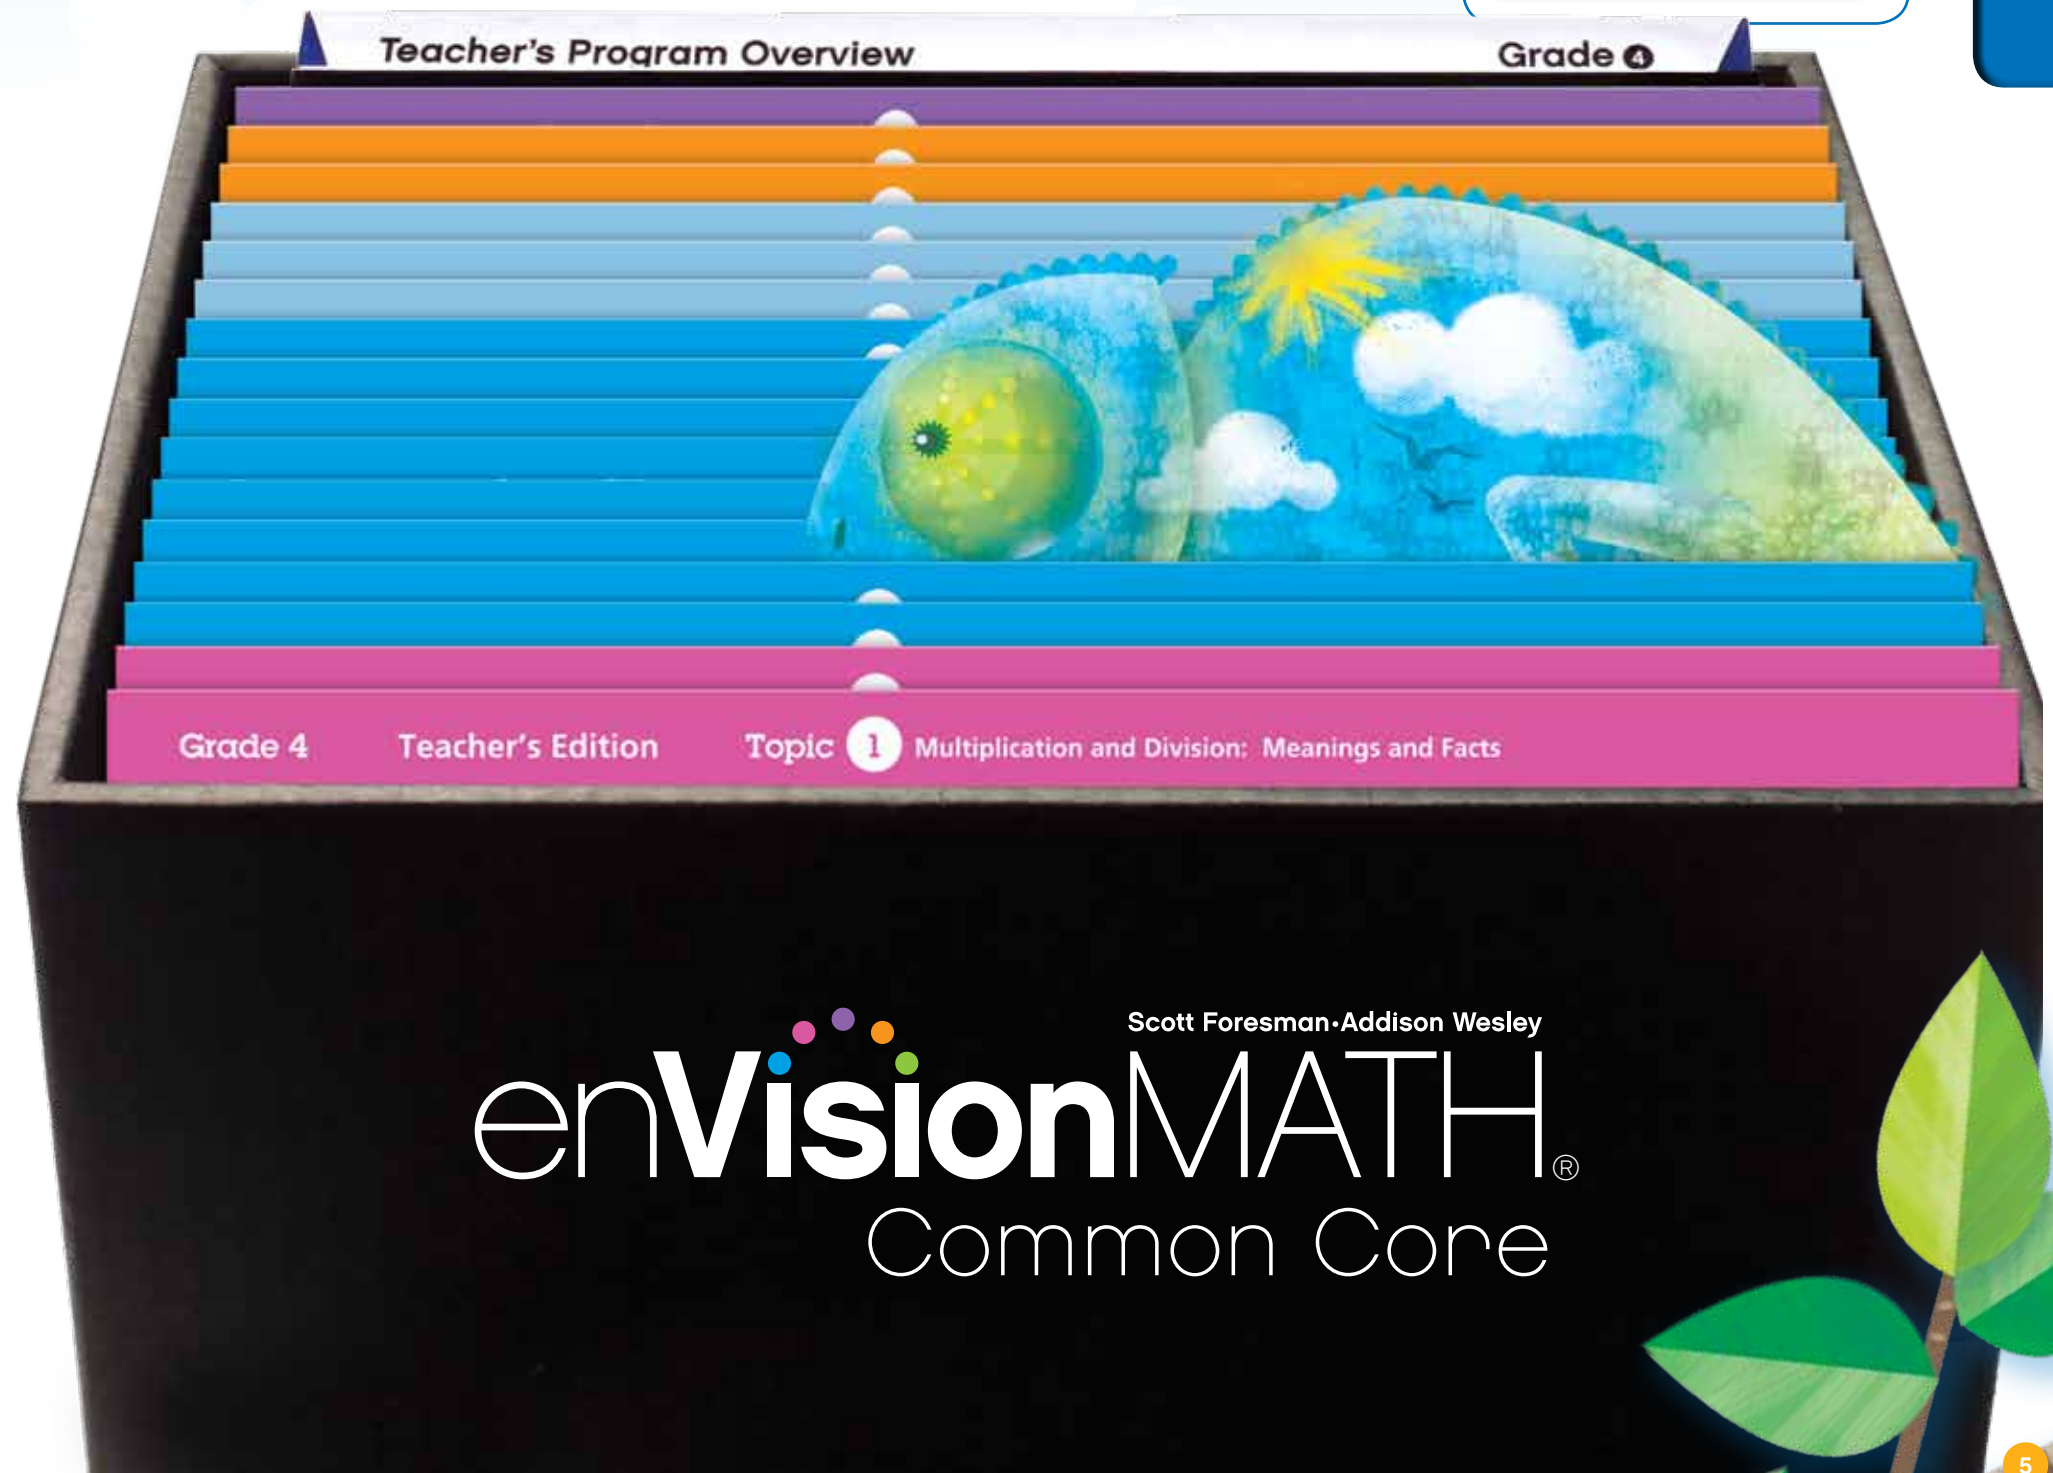 Teacher's Program Overview Grade 4
Grade 4 Teacher's Edition Topic 1 Multiplication and Division: Meanings and Facts
Scott Foresman·Addison Wesley
enVisionMATH®
Common Core
5